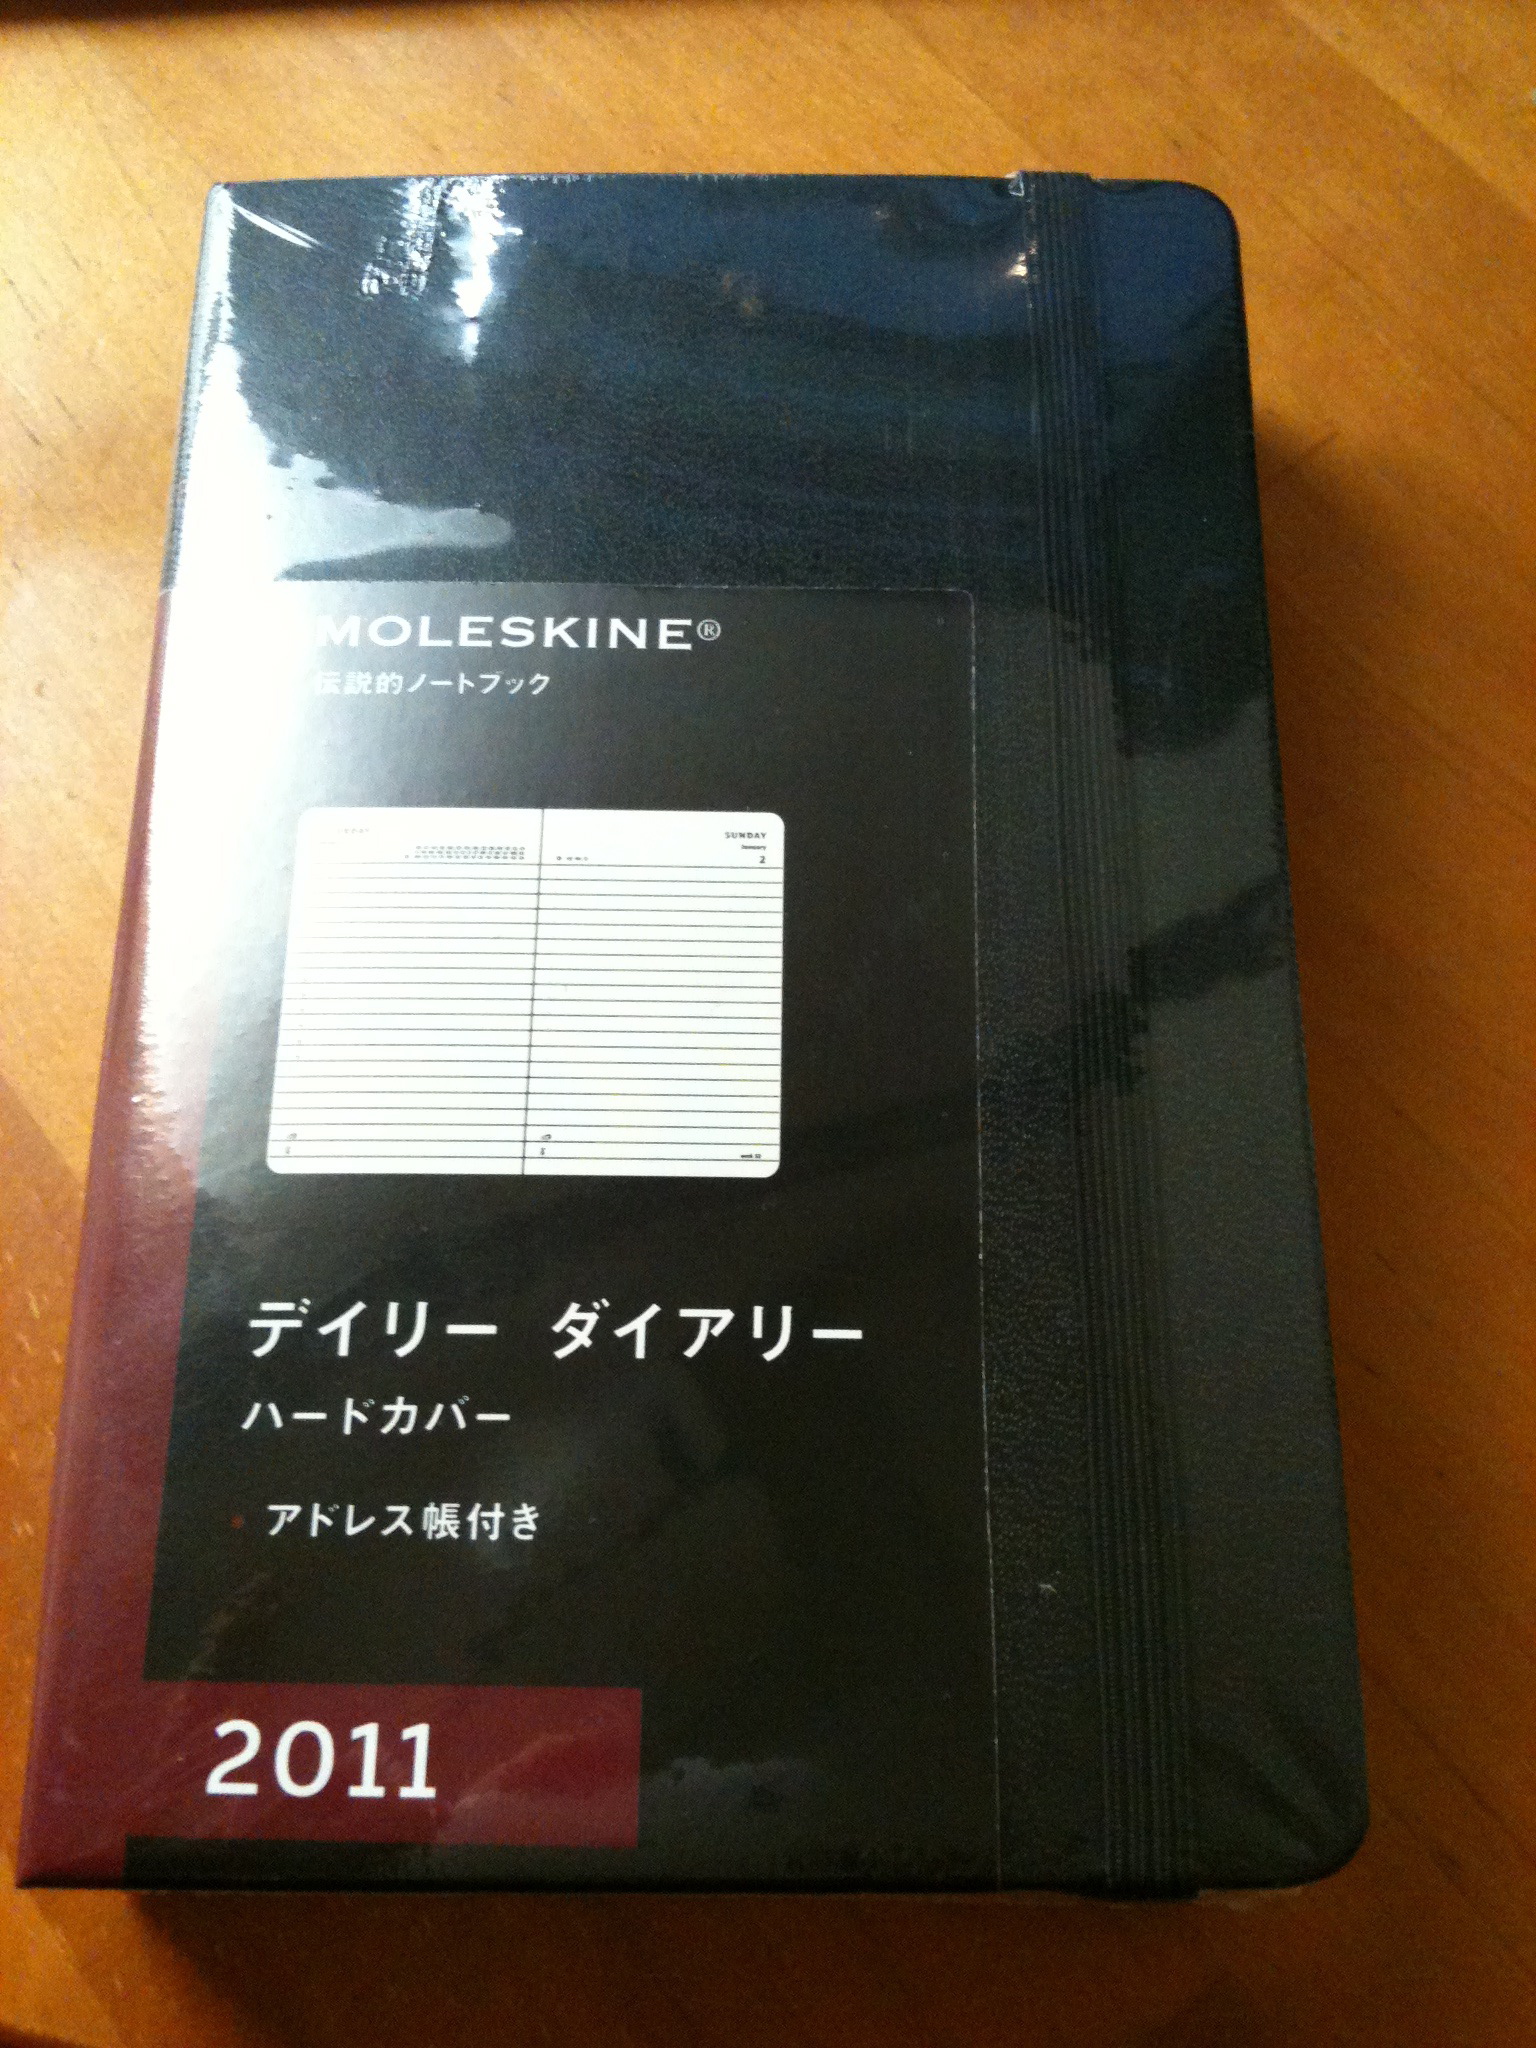 MOLESKINE®
伝説的ノートブック
SUNDAY
January
2
デイリー ダイアリー
ハードカバー
アドレス帳付き
2011